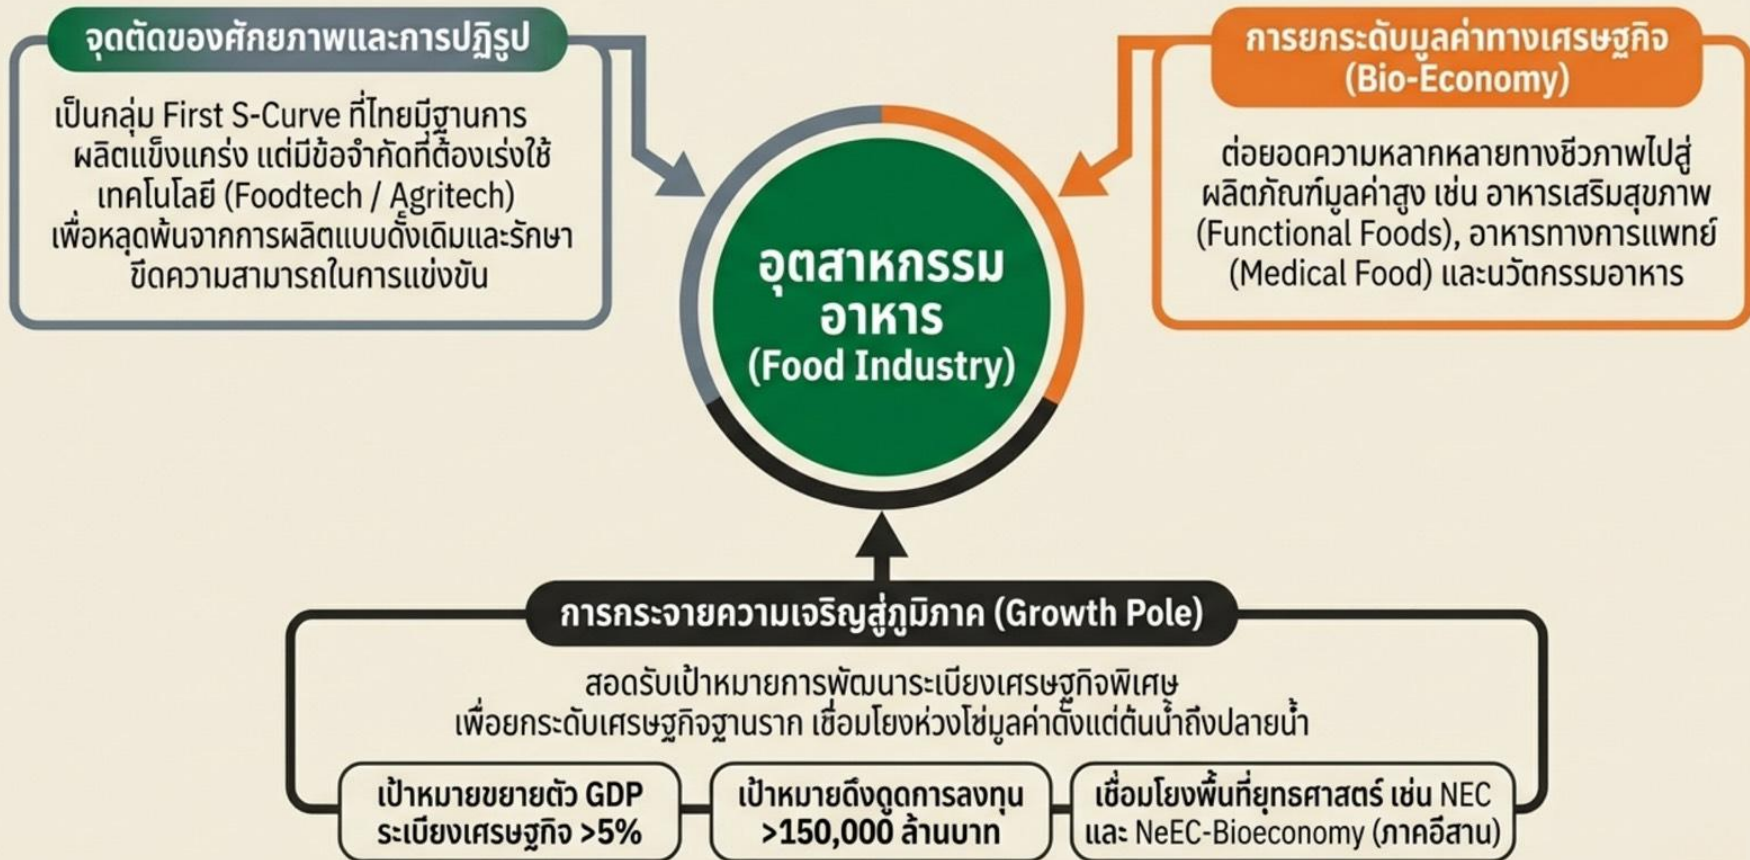 จุดตัดของศักยภาพและการปฏิรูป
เป็นกลุ่ม First S-Curve ที่ไทยมีฐานการ
ผลิตแข็งแกร่ง แต่มีข้อจำกัดที่ต้องเร่งใช้
เทคโนโลยี (Foodtech / Agritech)
เพื่อหลุดพ้นจากการผลิตแบบดั้งเดิมและรักษา
ขีดความสามารถในการแข่งขัน
การยกระดับมูลค่าทางเศรษฐกิจ
(Bio-Economy)
ต่อยอดความหลากหลายทางชีวภาพไปสู่
ผลิตภัณฑ์มูลค่าสูง เช่น อาหารเสริมสุขภาพ
(Functional Foods), อาหารทางการแพทย์
(Medical Food) และนวัตกรรมอาหาร
อุตสาหกรรม
อาหาร
(Food Industry)
การกระจายความเจริญสู่ภูมิภาค (Growth Pole)
สอดรับเป้าหมายการพัฒนาระเบียงเศรษฐกิจพิเศษ
เพื่อยกระดับเศรษฐกิจฐานราก เชื่อมโยงห่วงโซ่มูลค่าตั้งแต่ต้นน้ำถึงปลายน้ำ
เป้าหมายขยายตัว GDP
ระเบียงเศรษฐกิจ >5%
เป้าหมายดึงดูดการลงทุน
>150,000 ล้านบาท
เชื่อมโยงพื้นที่ยุทธศาสตร์ เช่น NEC
และ NeEC-Bioeconomy (ภาคอีสาน)